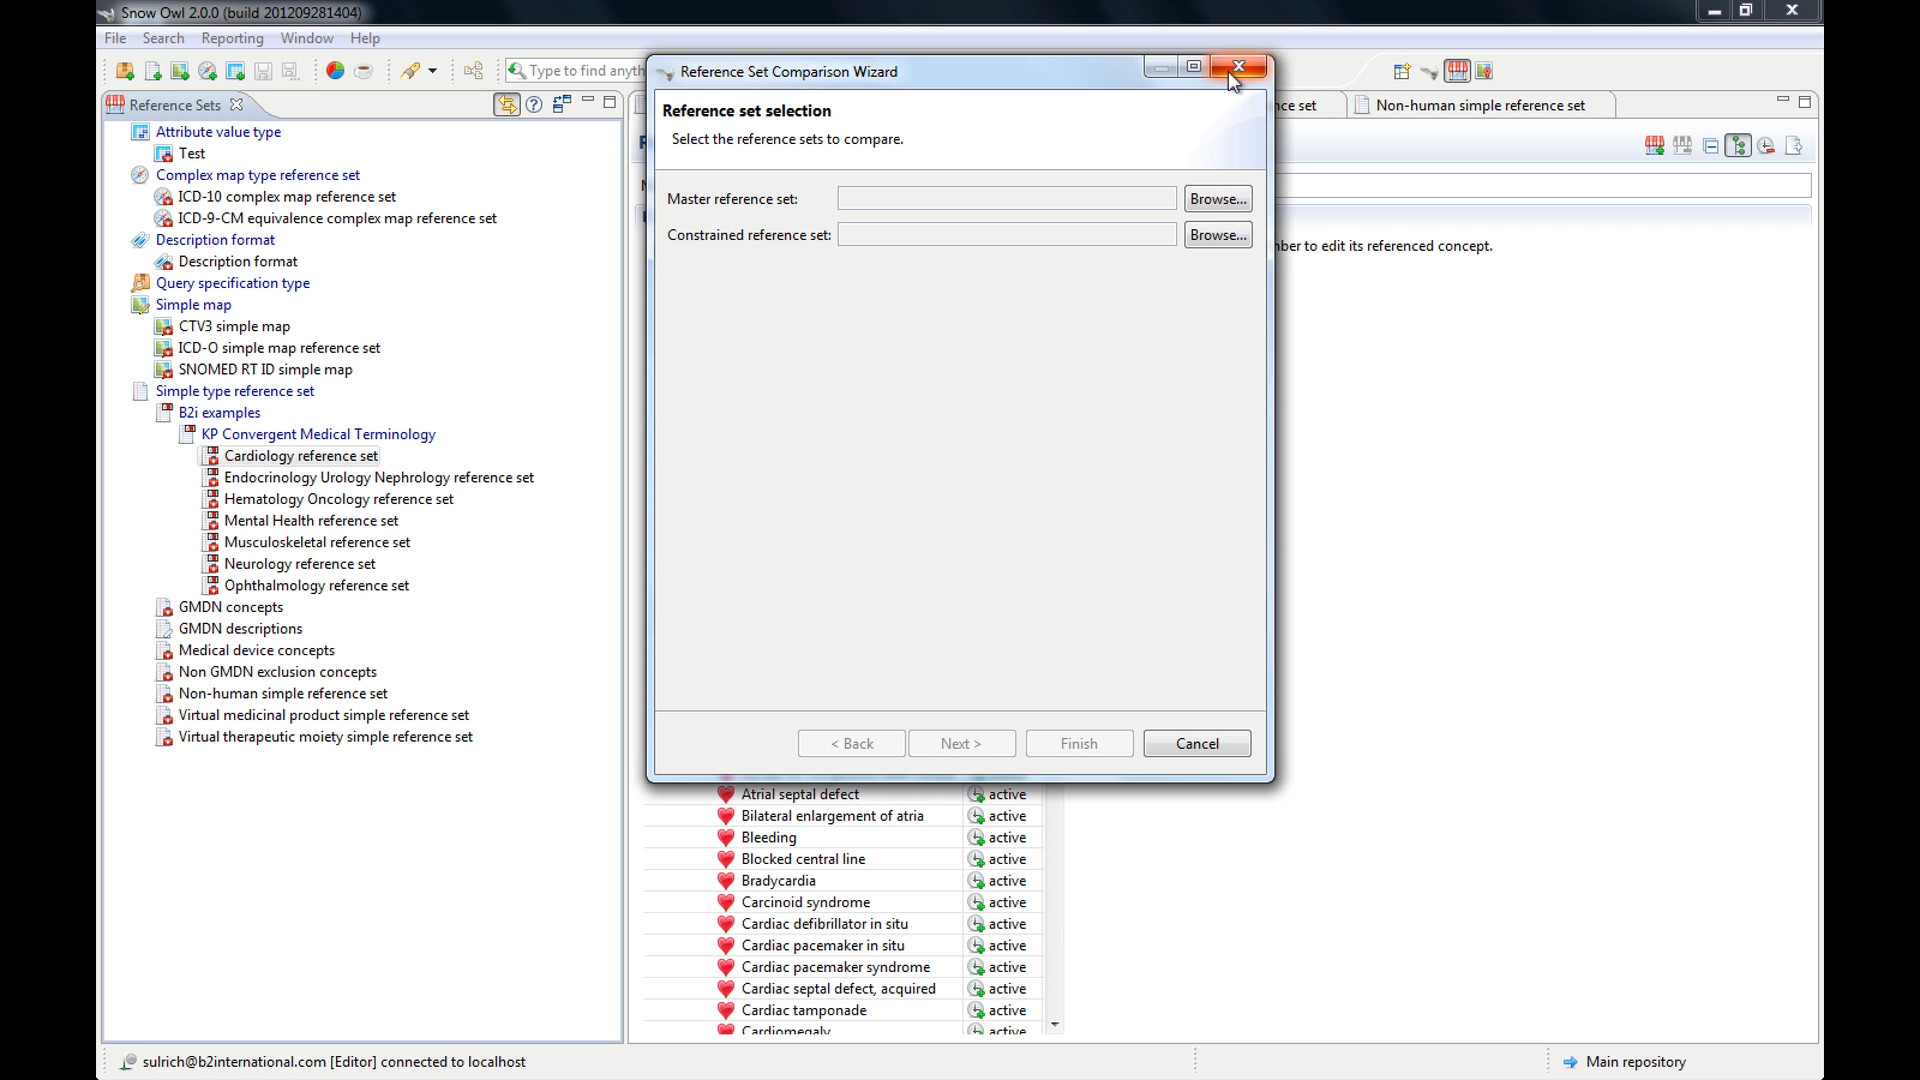 Snow Owl 2.0.0 (build 201209281404)
File Search Reporting Window Help
Type to find anyth
Reference Set Comparison Wizard
Reference Sets
ce set
Non-human simple reference set
Reference set selection
Select the reference sets to compare.
Attribute value type
Test
Complex map type reference set
ICD-10 complex map reference set
ICD-9-CM equivalence complex map reference set
Description format
Description format
Query specification type
Simple map
CTV3 simple map
ICD-O simple map reference set
SNOMED RT ID simple map
Simple type reference set
B2i examples
KP Convergent Medical Terminology
Cardiology reference set
Endocrinology Urology Nephrology reference set
Hematology Oncology reference set
Mental Health reference set
Musculoskeletal reference set
Neurology reference set
Ophthalmology reference set
GMDN concepts
GMDN descriptions
Medical device concepts
Non GMDN exclusion concepts
Non-human simple reference set
Virtual medicinal product simple reference set
Virtual therapeutic moiety simple reference set
Master reference set: Browse...
Constrained reference set: Browse...
ber to edit its referenced concept.
< Back Next > Finish Cancel
Atrial septal defect active
Bilateral enlargement of atria active
Bleeding active
Blocked central line active
Bradycardia active
Carcinoid syndrome active
Cardiac defibrillator in situ active
Cardiac pacemaker in situ active
Cardiac pacemaker syndrome active
Cardiac septal defect, acquired active
Cardiac tamponade active
Cardiomegaly active
sulrich@b2international.com [Editor] connected to localhost
Main repository